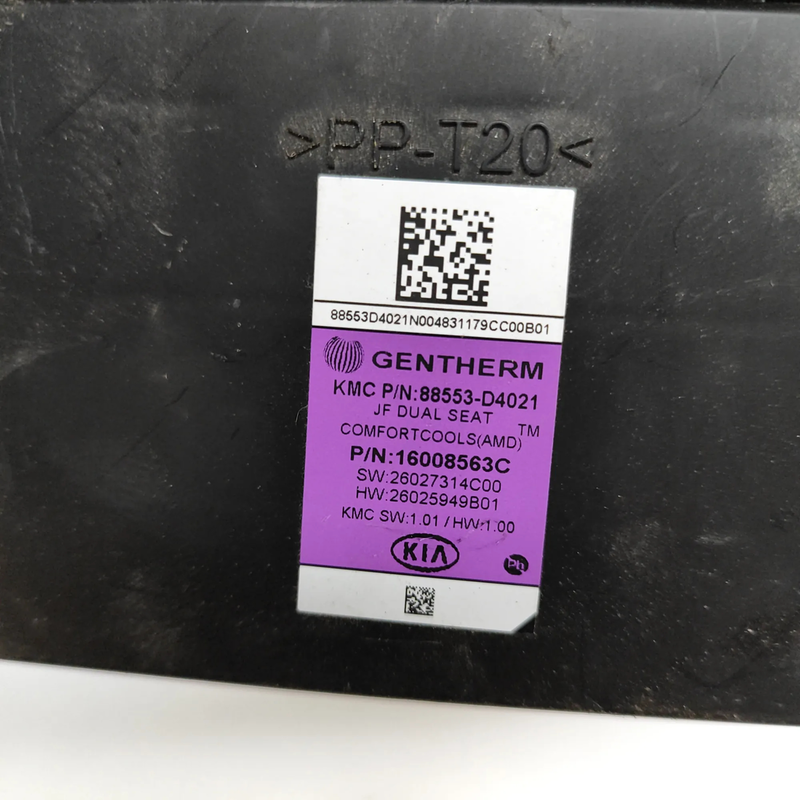 >PP-T20<
88553D4021N004831179CC00B01
GENTHERM
KMC P/N:88553-D4021
JF DUAL SEAT
COMFORTCOOLS(AMD) TM
P/N:16008563C
SW:26027314C00
HW:26025949B01
KMC SW:1.01 / HW:1.00
KIA
Ph